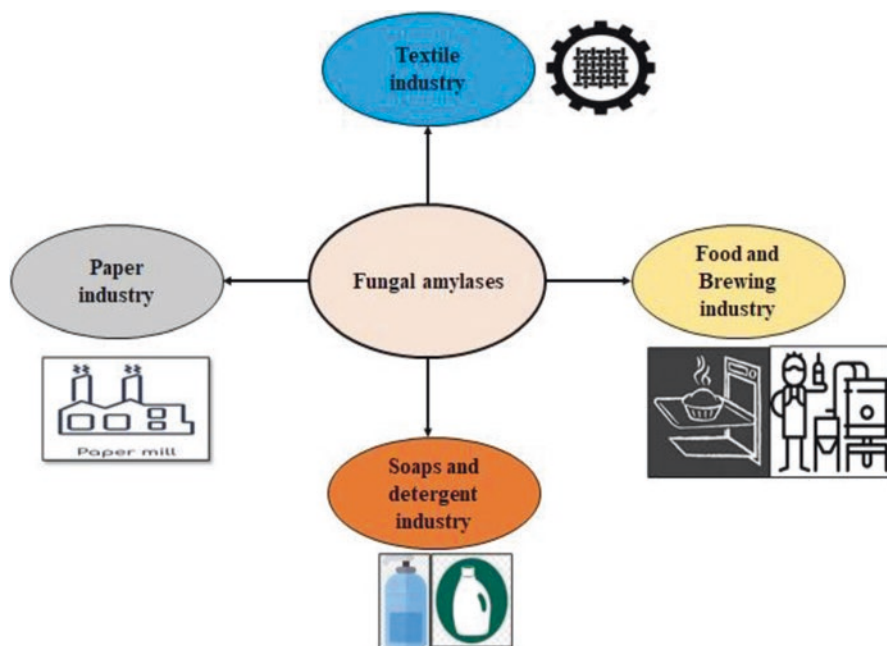 Textile
industry
Paper
industry
Fungal amylases
Food and
Brewing
industry
Paper mill
Soaps and
detergent
industry